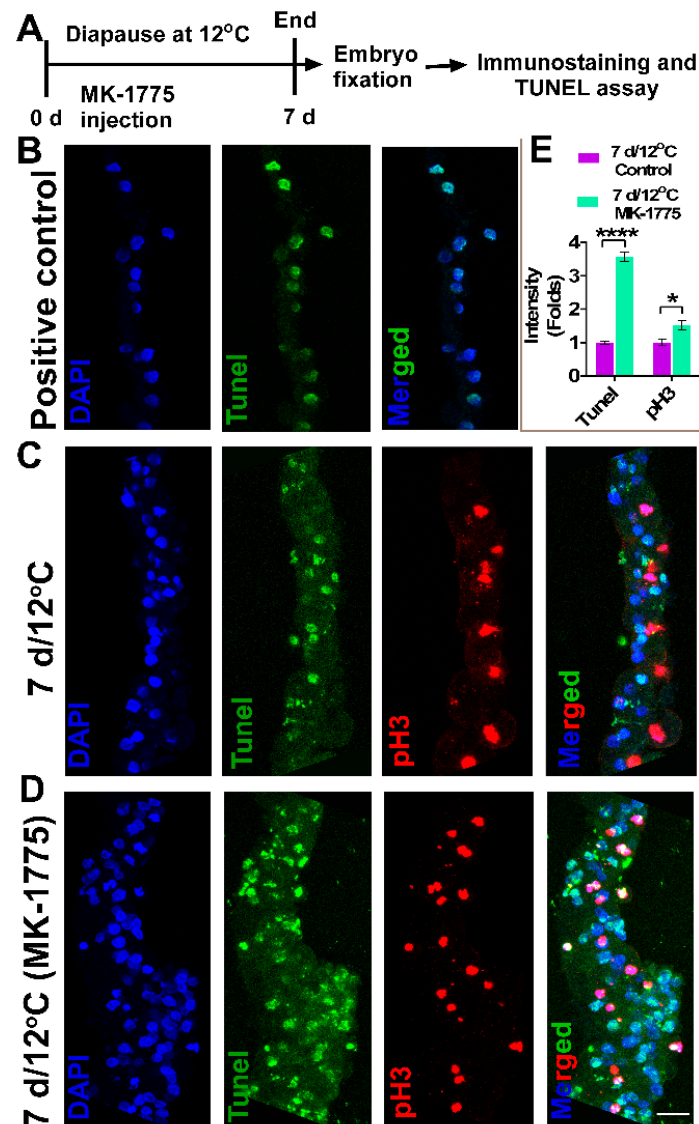 A
Diapause at 12°C
End
0 d
MK-1775
injection
7 d
Embryo
fixation
Immunostaining and
TUNEL assay
B
Positive control
DAPI
Tunel
Merged
E
7 d/12°C
Control
7 d/12°C
MK-1775
Intensity
(Folds)
4
3
2
1
0
****
*
Tunel
pH3
C
7 d/12°C
DAPI
Tunel
pH3
Merged
D
7 d/12°C (MK-1775)
DAPI
Tunel
pH3
Merged